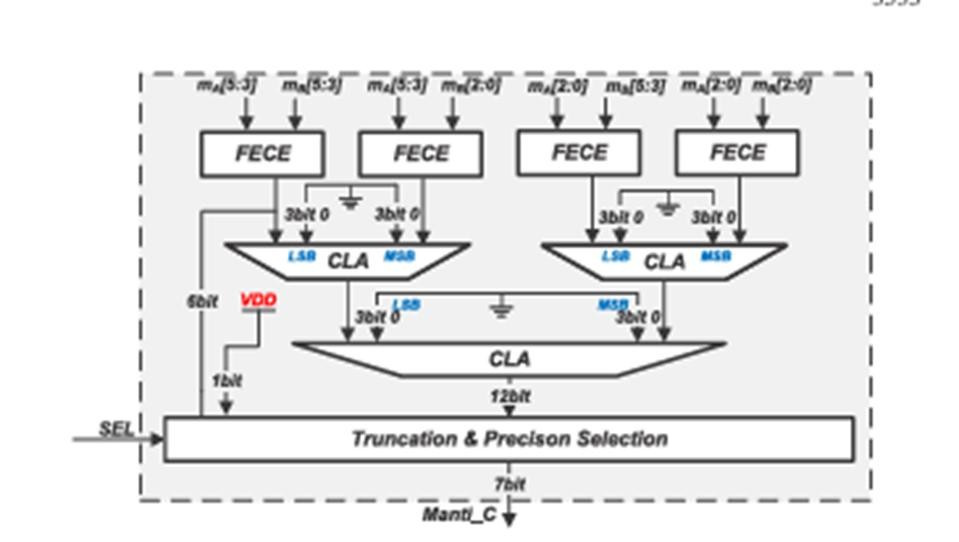 mA[5:3] mB[5:3] mA[5:3] mB[2:0] mA[2:0] mB[5:3] mA[2:0] mB[2:0]
FECE FECE FECE FECE
3bit 0 3bit 0 3bit 0 3bit 0
LSB CLA MSB LSB CLA MSB
6bit VDD LSB MSB
3bit 0 3bit 0
CLA
1bit
12bit
SEL
Truncation & Precison Selection
7bit
Manti_C